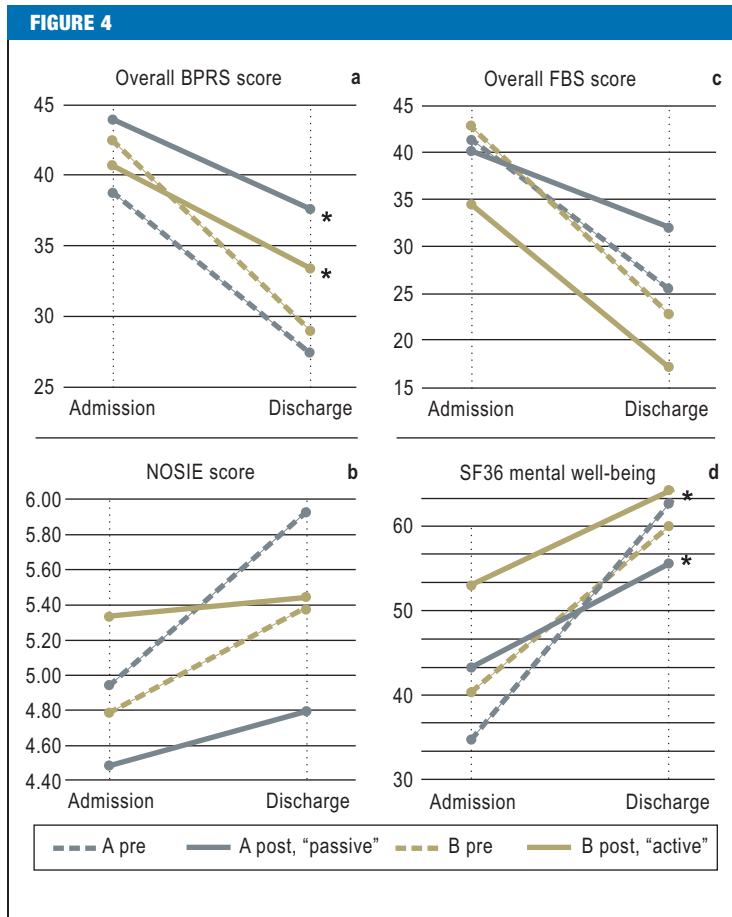 FIGURE 4
Overall BPRS score a
45
40
35
30
25
Admission Discharge
*
*
Overall FBS score c
45
40
35
30
25
20
15
Admission Discharge
NOSIE score b
6.00
5.80
5.60
5.40
5.20
5.00
4.80
4.60
4.40
Admission Discharge
SF36 mental well-being d
60
50
40
30
*
*
Admission Discharge
A pre A post, “passive” B pre B post, “active”